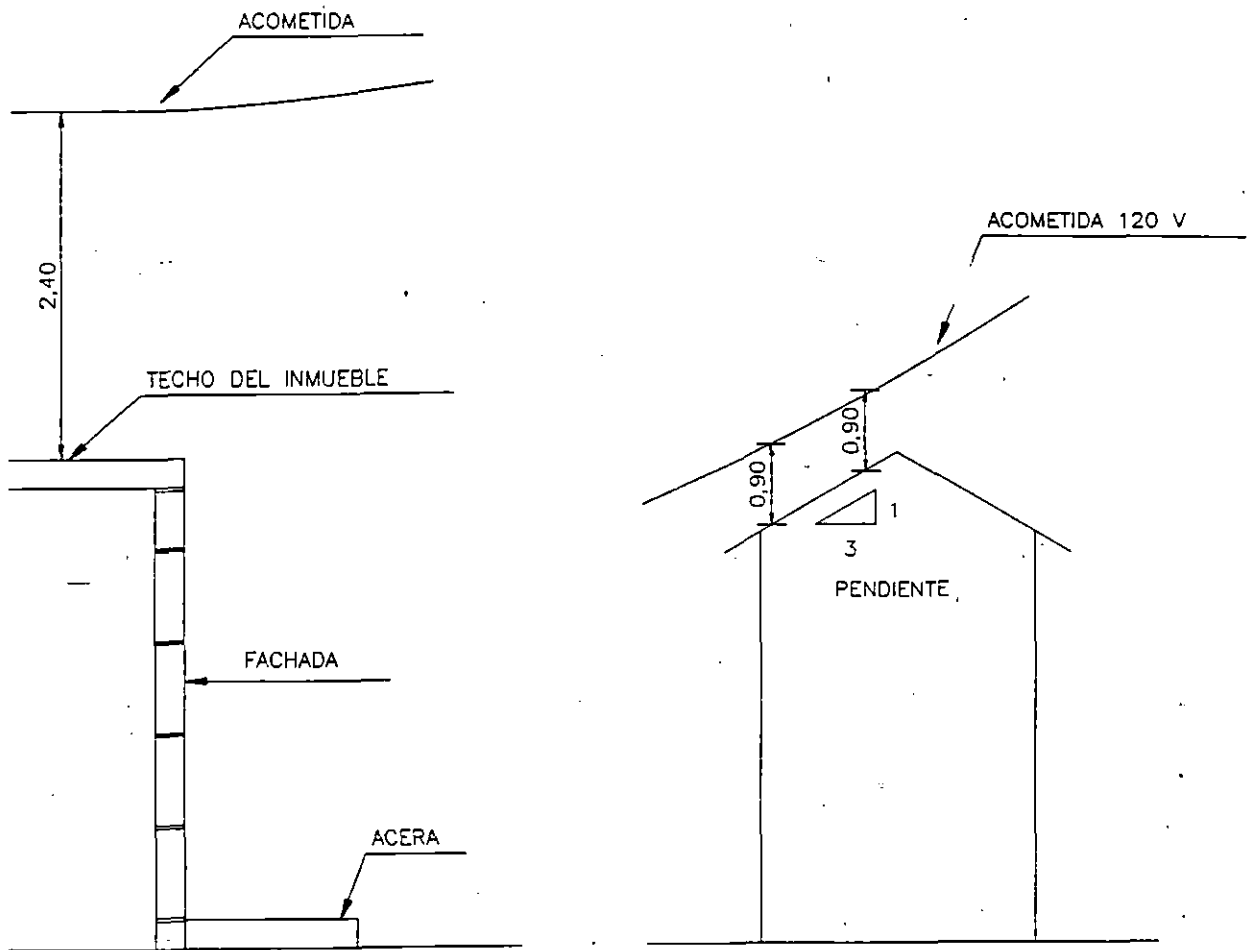 ACOMETIDA
2,40
TECHO DEL INMUEBLE
FACHADA
ACERA
ACOMETIDA 120 V
0,90
0,90
1
3
PENDIENTE